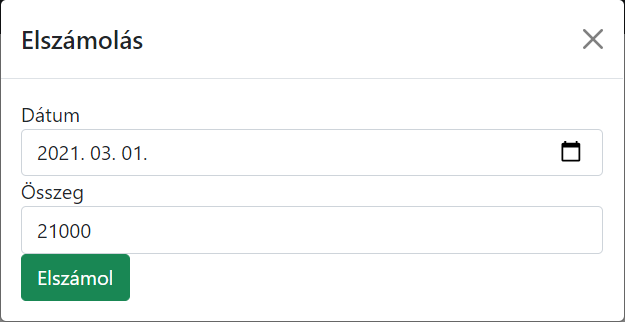 Elszámolás
Dátum
2021. 03. 01.
Összeg
21000
Elszámol